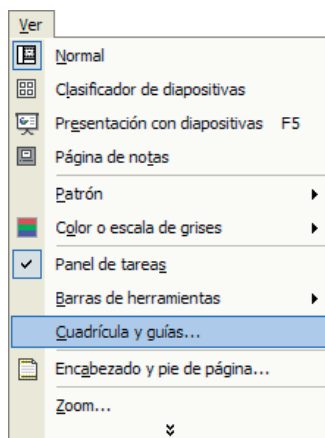 Ver
Normal
Clasificador de diapositivas
Presentación con diapositivas F5
Página de notas
Patrón
Color o escala de grises
Panel de tareas
Barras de herramientas
Cuadrícula y guías...
Encabezado y pie de página...
Zoom...